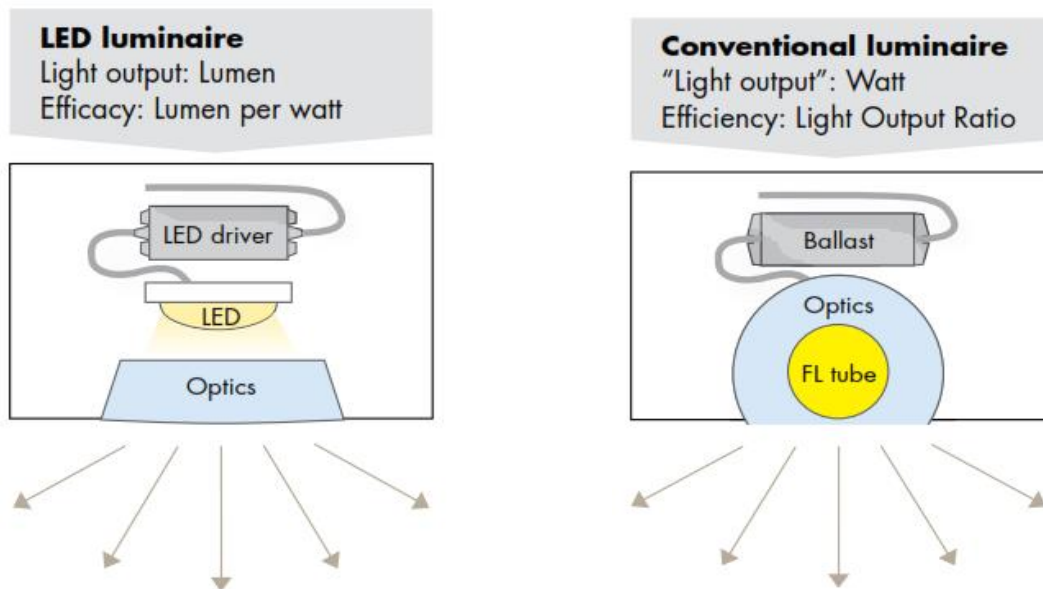 LED luminaire
Light output: Lumen
Efficacy: Lumen per watt
LED driver
LED
Optics
Conventional luminaire
“Light output”: Watt
Efficiency: Light Output Ratio
Ballast
Optics
FL tube